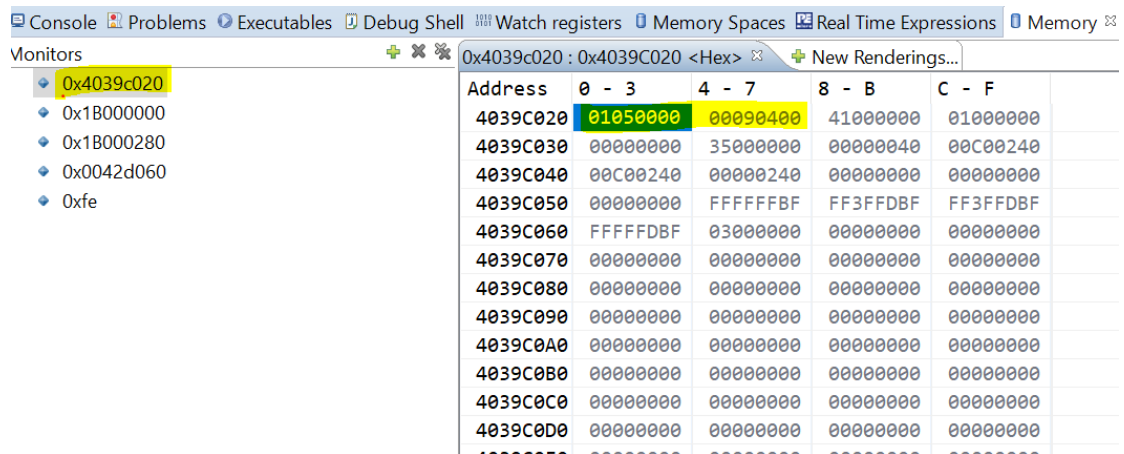 Console Problems Executables Debug Shell Watch registers Memory Spaces Real Time Expressions Memory
Monitors
0x4039c020
0x1B000000
0x1B000280
0x0042d060
0xfe
0x4039c020 : 0x4039C020 <Hex> New Renderings...
Address 0 - 3 4 - 7 8 - B C - F
4039C020 01050000 00090400 41000000 01000000
4039C030 00000000 35000000 00000040 00C00240
4039C040 00C00240 00000240 00000000 00000000
4039C050 00000000 FFFFFFBF FF3FFDBF FF3FFDBF
4039C060 FFFFFDBF 03000000 00000000 00000000
4039C070 00000000 00000000 00000000 00000000
4039C080 00000000 00000000 00000000 00000000
4039C090 00000000 00000000 00000000 00000000
4039C0A0 00000000 00000000 00000000 00000000
4039C0B0 00000000 00000000 00000000 00000000
4039C0C0 00000000 00000000 00000000 00000000
4039C0D0 00000000 00000000 00000000 00000000